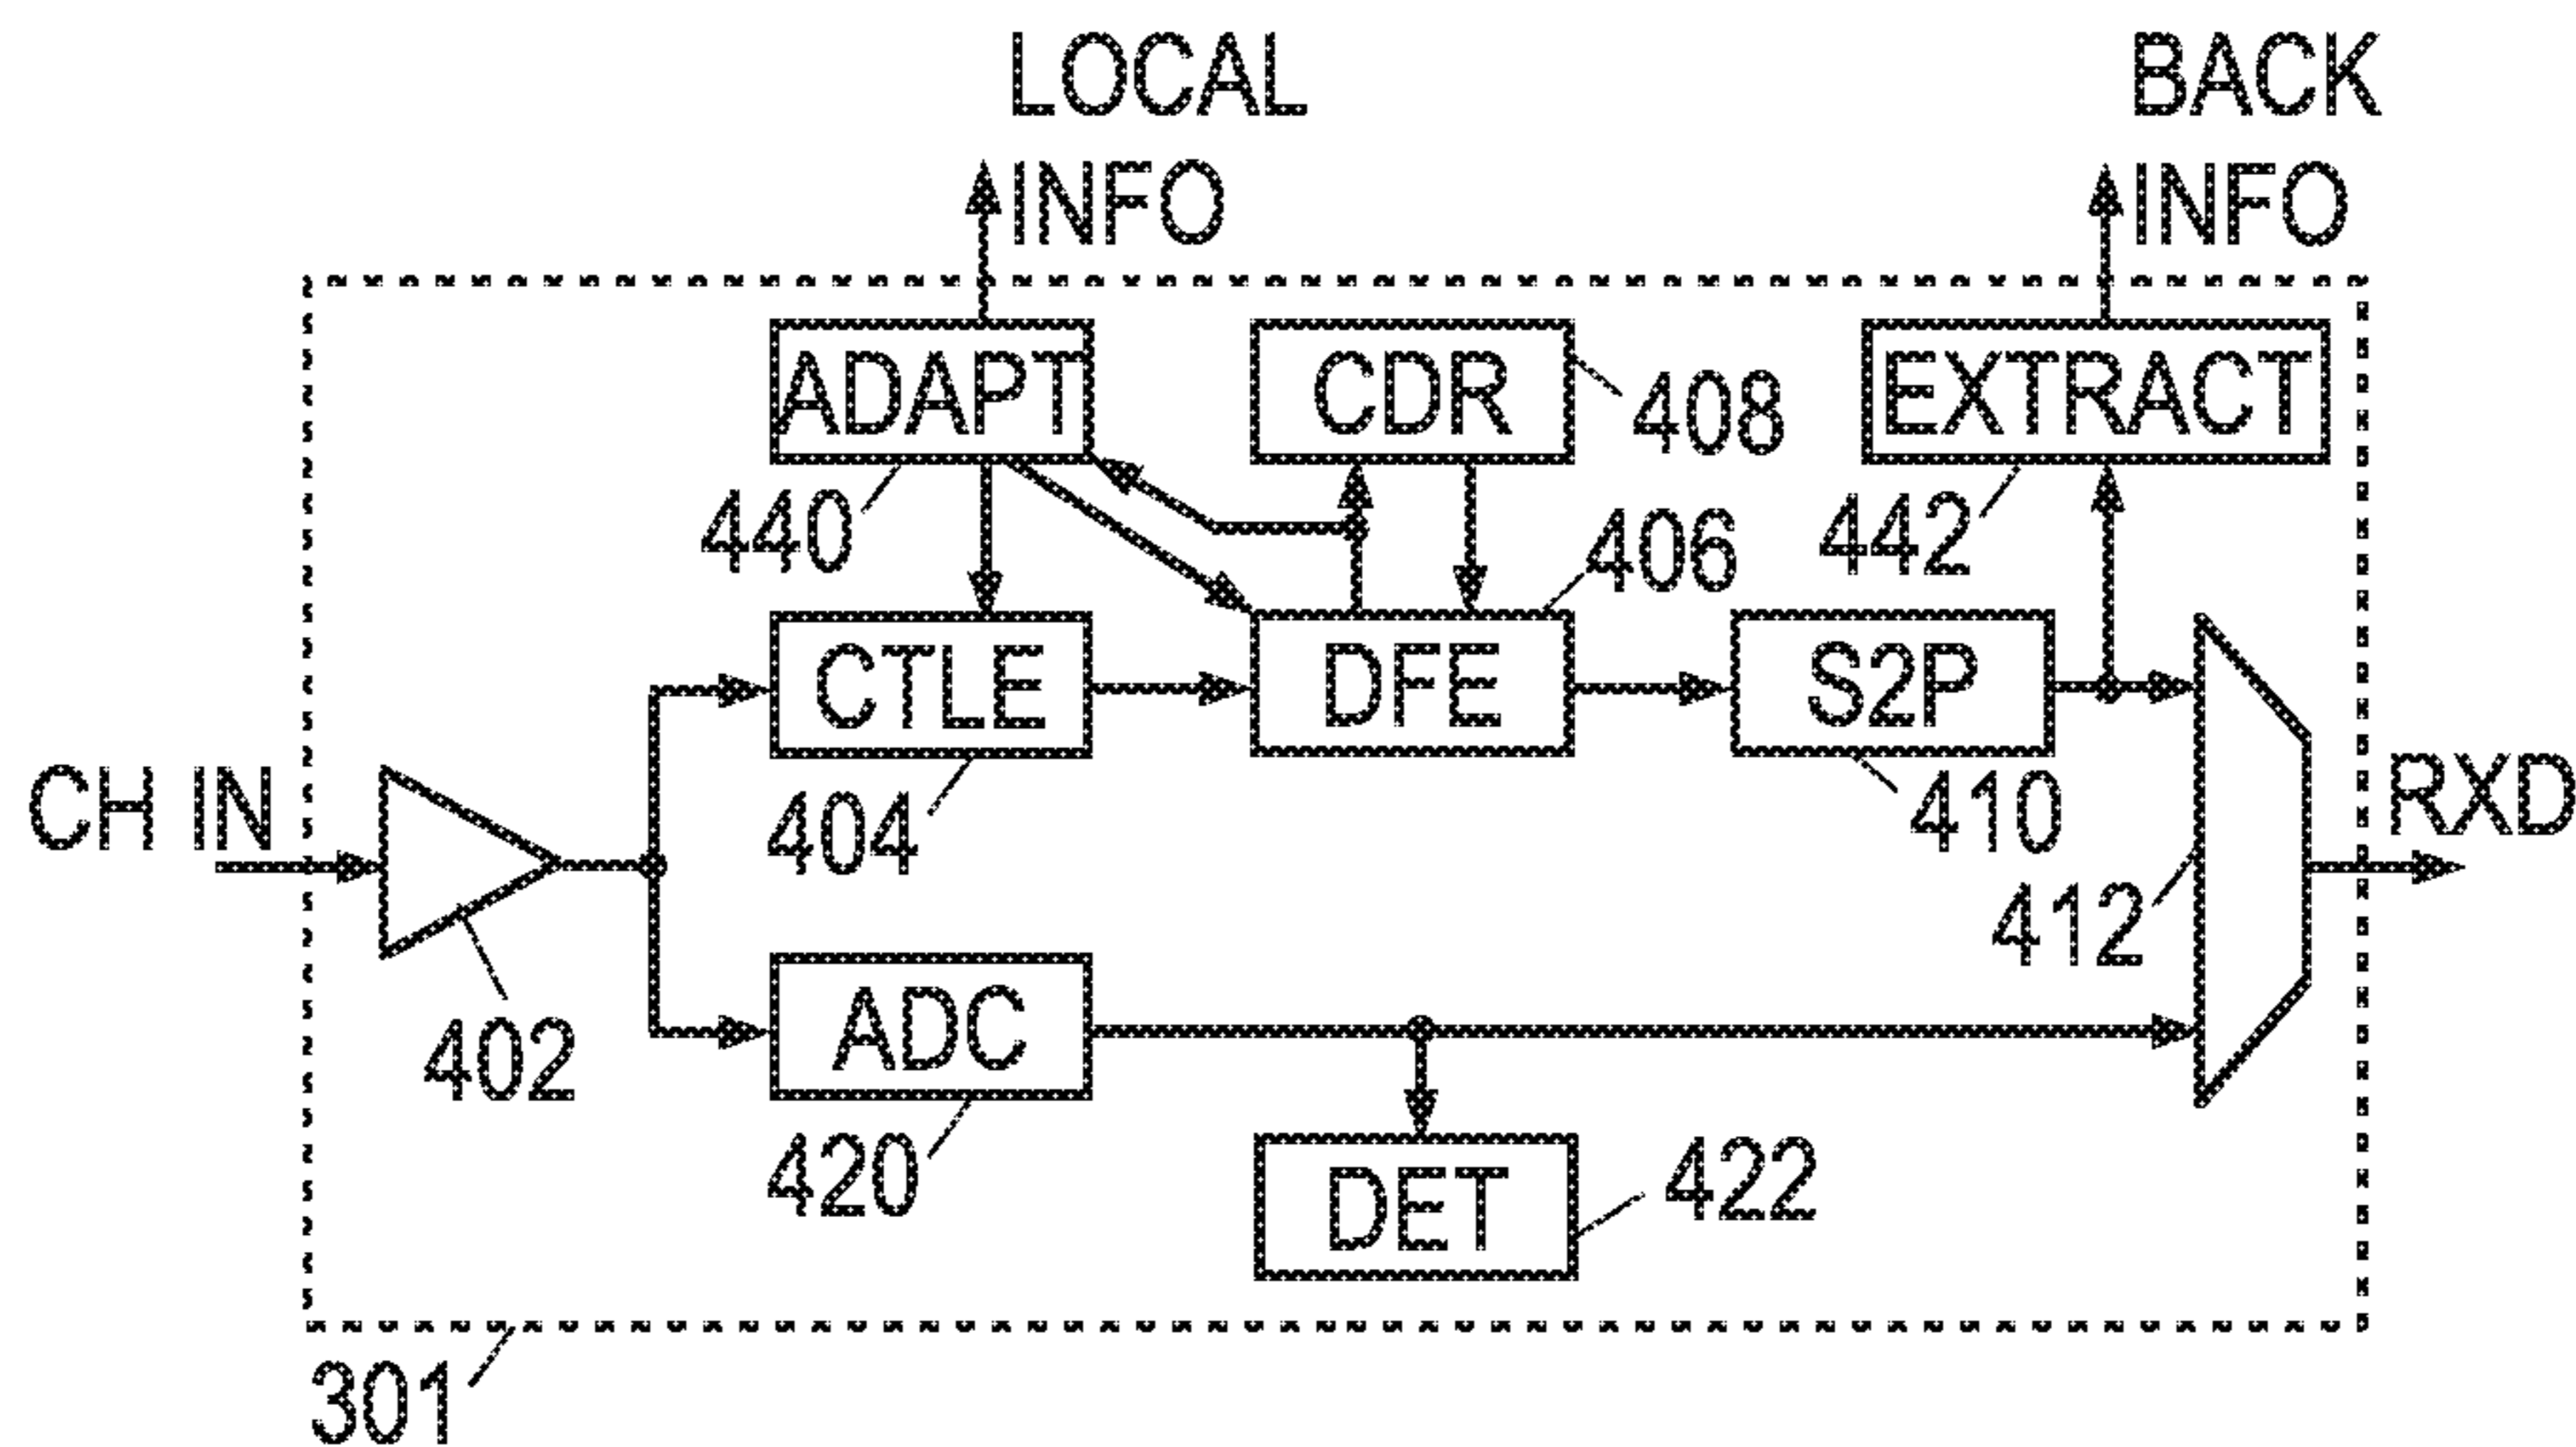 LOCAL
INFO
BACK
INFO
ADAPT
CDR
408
EXTRACT
440
406
442
CTLE
DFE
S2P
CH IN
404
410
RXD
402
ADC
412
420
DET
422
301